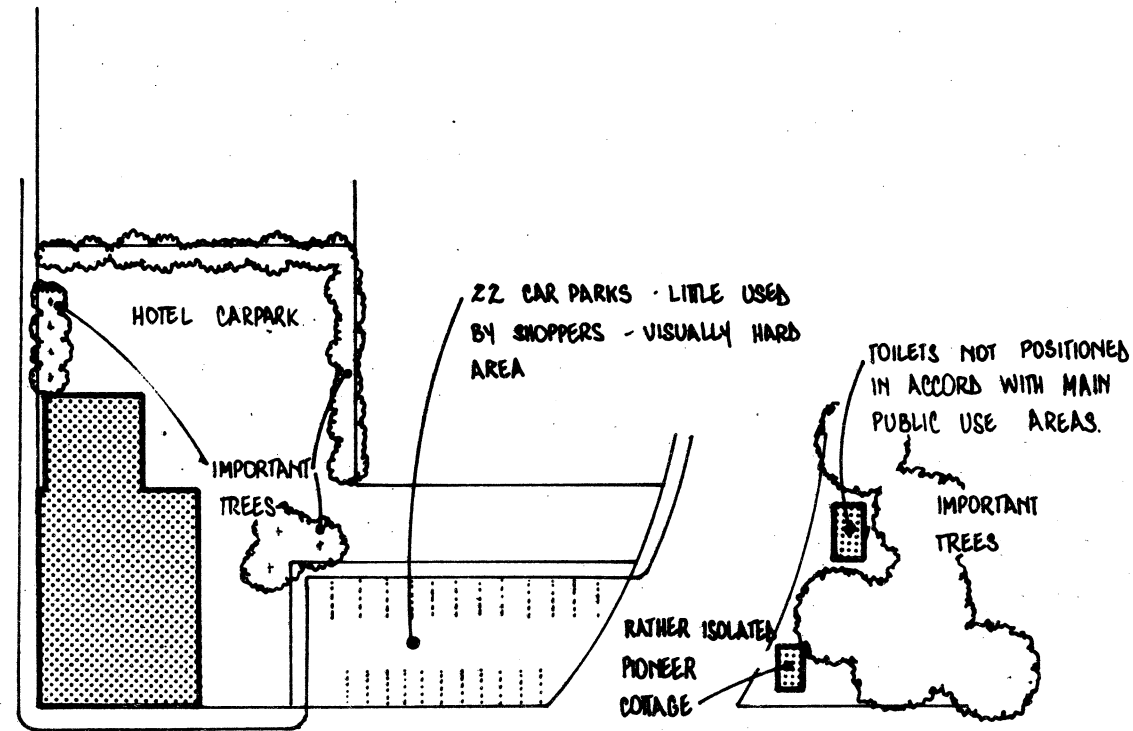 HOTEL CARPARK
22 CAR PARKS - LITTLE USED
BY SHOPPERS - VISUALLY HARD
AREA
TOILETS NOT POSITIONED
IN ACCORD WITH MAIN
PUBLIC USE AREAS.
IMPORTANT
TREES
IMPORTANT
TREES
RATHER ISOLATED
PIONEER
COTTAGE